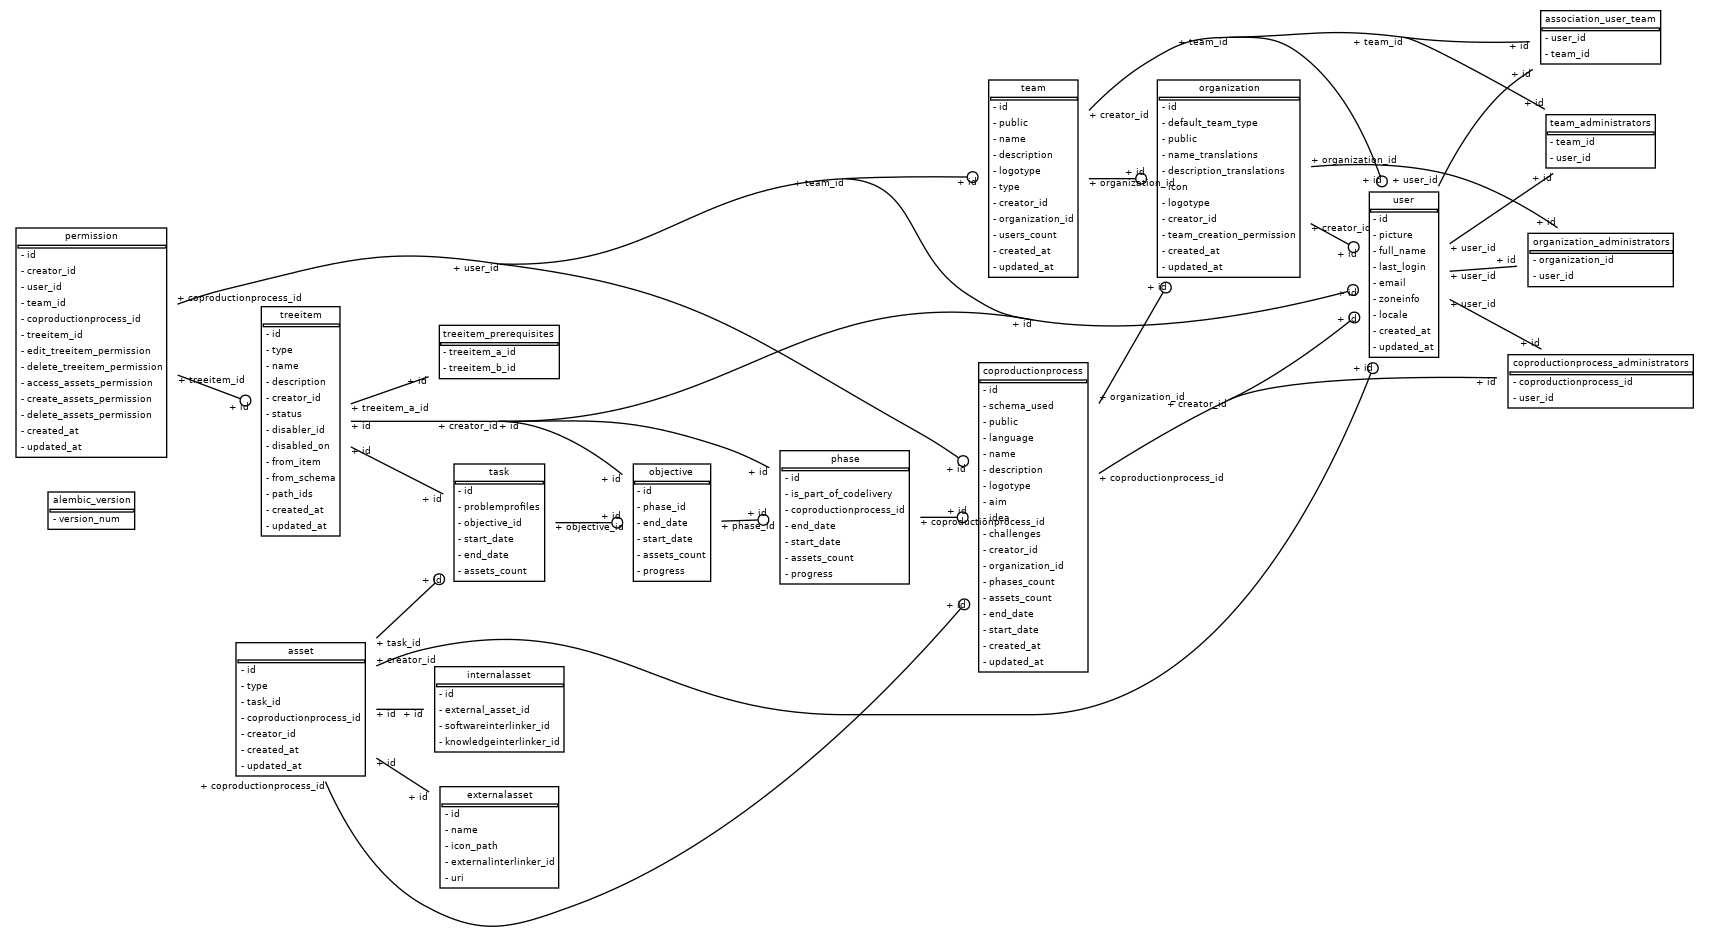 association_user_team
- user_id
- team_id
+ team_id
+ team_id
+ id
+ id
team
- id
- public
- name
- description
- logotype
- type
- creator_id
- organization_id
- users_count
- created_at
- updated_at
+ creator_id
+ id
+ organization_id
organization
- id
- default_team_type
- public
- name_translations
- description_translations
- icon
- logotype
- creator_id
- team_creation_permission
- created_at
- updated_at
+ id
+ organization_id
+ creator_id
+ id
+ id
team_administrators
- team_id
- user_id
+ id
+ id
+ user_id
user
- id
- picture
- full_name
- last_login
- email
- zoneinfo
- locale
- created_at
- updated_at
+ id
+ user_id
+ id
organization_administrators
- organization_id
- user_id
+ user_id
+ id
+ user_id
+ id
coproductionprocess_administrators
- coproductionprocess_id
- user_id
+ id
+ id
+ id
+ id
+ team_id
+ id
permission
- id
- creator_id
- user_id
- team_id
- coproductionprocess_id
- treeitem_id
- edit_treeitem_permission
- delete_treeitem_permission
- access_assets_permission
- create_assets_permission
- delete_assets_permission
- created_at
- updated_at
+ user_id
+ coproductionprocess_id
+ treeitem_id
+ id
treeitem
- id
- type
- name
- description
- creator_id
- status
- disabler_id
- disabled_on
- from_item
- from_schema
- path_ids
- created_at
- updated_at
treeitem_prerequisites
- treeitem_a_id
- treeitem_b_id
+ id
+ treeitem_a_id
+ id
+ creator_id
+ id
+ id
+ id
alembic_version
- version_num
task
- id
- problemprofiles
- objective_id
- start_date
- end_date
- assets_count
+ id
+ id
+ objective_id
objective
- id
- phase_id
- end_date
- start_date
- assets_count
- progress
+ id
+ id
+ phase_id
phase
- id
- is_part_of_codelivery
- coproductionprocess_id
- end_date
- start_date
- assets_count
- progress
+ id
+ id
+ coproductionprocess_id
coproductionprocess
- id
- schema_used
- public
- language
- name
- description
- logotype
- aim
- idea
- challenges
- creator_id
- organization_id
- phases_count
- assets_count
- end_date
- start_date
- created_at
- updated_at
+ organization_id
+ creator_id
+ coproductionprocess_id
+ id
+ id
+ task_id
+ creator_id
asset
- id
- type
- task_id
- coproductionprocess_id
- creator_id
- created_at
- updated_at
+ id
+ id
+ id
+ coproductionprocess_id
internalasset
- id
- external_asset_id
- softwareinterlinker_id
- knowledgeinterlinker_id
+ id
externalasset
- id
- name
- icon_path
- externalinterlinker_id
- uri